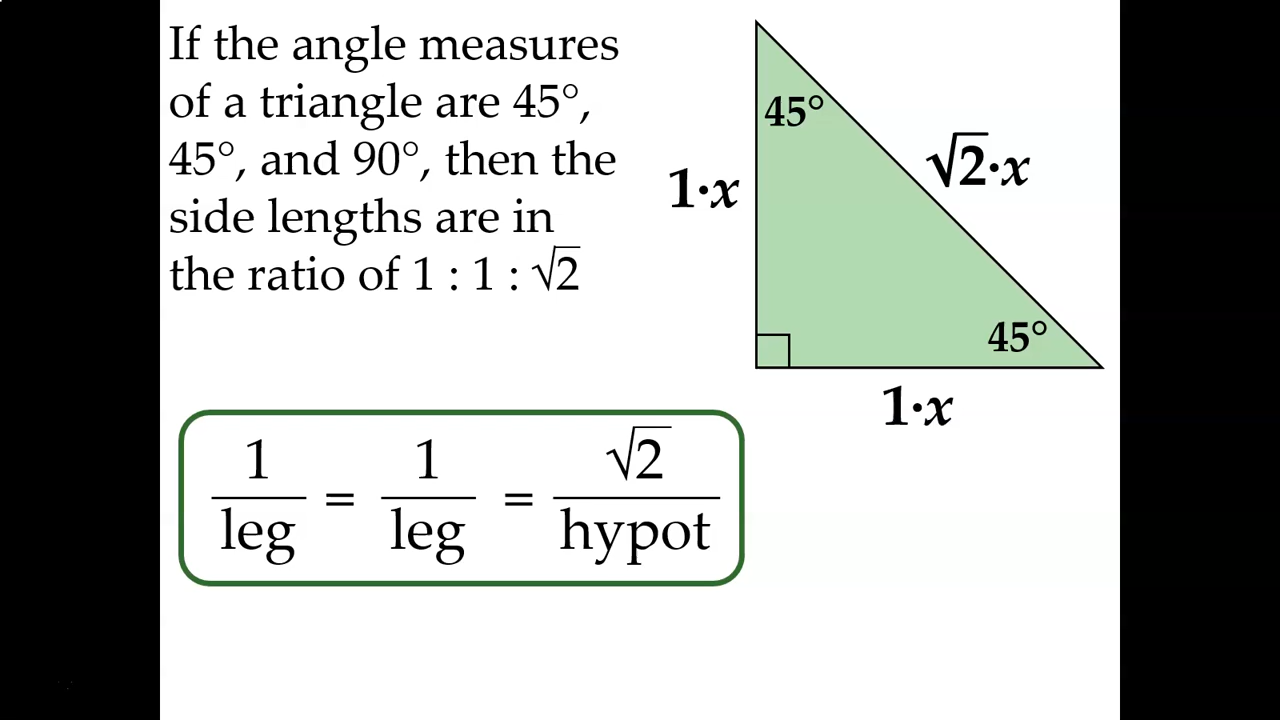 If the angle measures
of a triangle are 45°,
45°, and 90°, then the
side lengths are in
the ratio of 1 : 1 : √2
45°
1·x
√2·x
45°
1·x
1/leg = 1/leg = √2/hypot